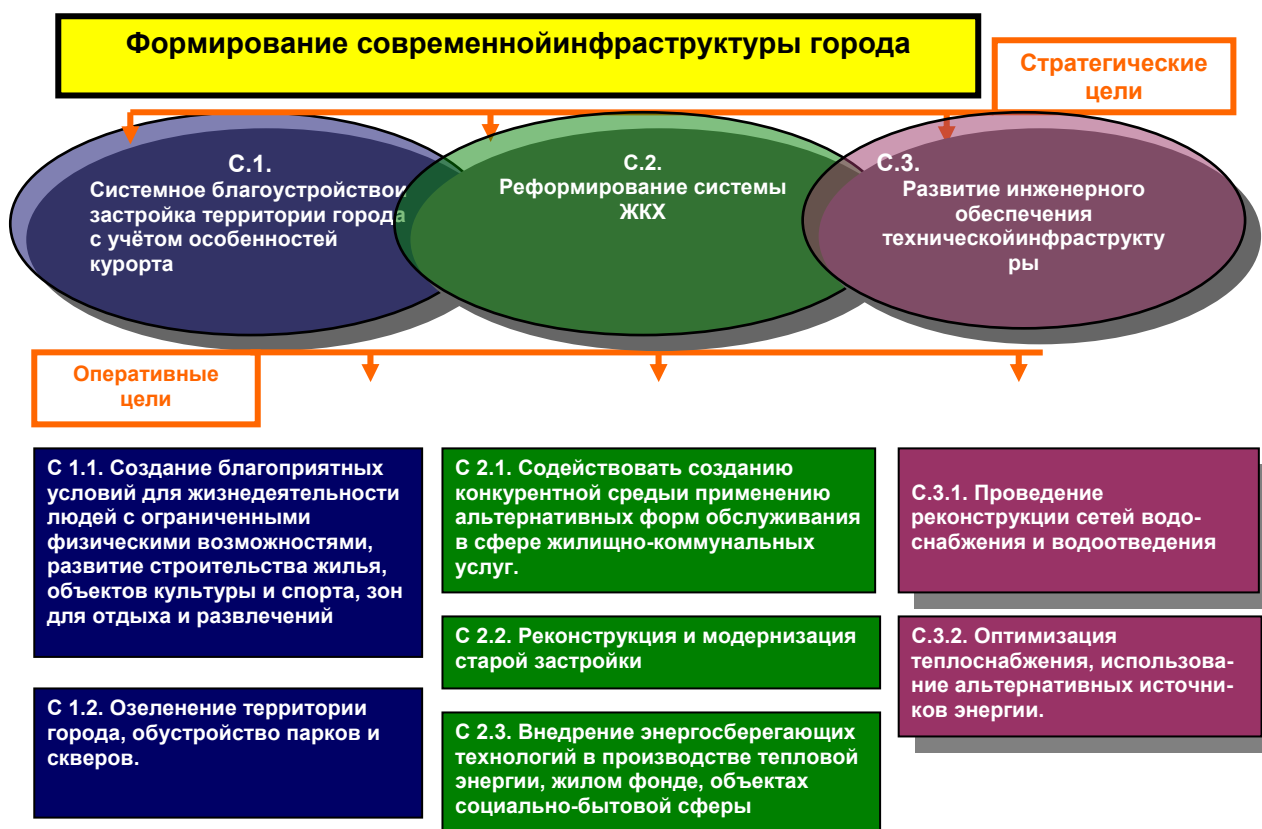 Формирование современнойинфраструктуры города
Стратегические
цели
С.1.
Системное благоустройствои
застройка территории города
с учётом особенностей
курорта
С.2.
Реформирование системы
ЖКХ
С.3.
Развитие инженерного
обеспечения
техническойинфраструкту
ры
Оперативные
цели
С 1.1. Создание благоприятных
условий для жизнедеятельности
людей с ограниченными
физическими возможностями,
развитие строительства жилья,
объектов культуры и спорта, зон
для отдыха и развлечений
С 1.2. Озеленение территории
города, обустройство парков и
скверов.
С 2.1. Содействовать созданию
конкурентной средыи применению
альтернативных форм обслуживания
в сфере жилищно-коммунальных
услуг.
С 2.2. Реконструкция и модернизация
старой застройки
С 2.3. Внедрение энергосберегающих
технологий в производстве тепловой
энергии, жилом фонде, объектах
социально-бытовой сферы
С.3.1. Проведение
реконструкции сетей водо-
снабжения и водоотведения
С.3.2. Оптимизация
теплоснабжения, использова-
ние альтернативных источни-
ков энергии.